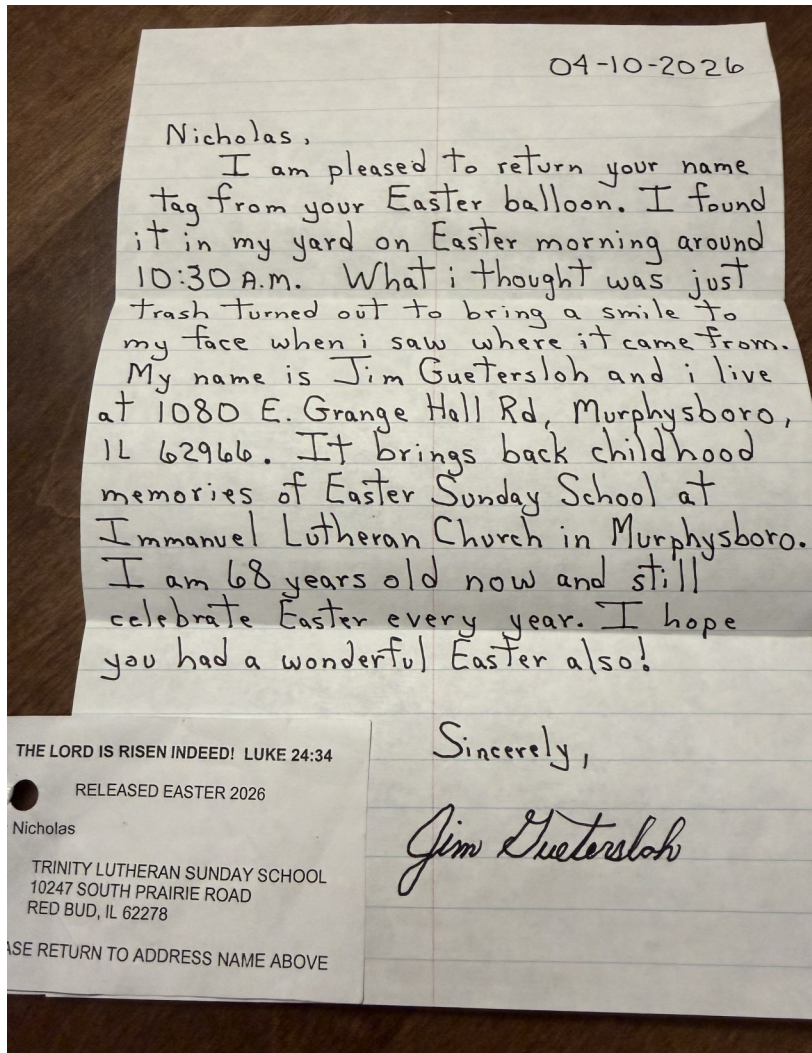 04-10-2026
Nicholas,
I am pleased to return your name
tag from your Easter balloon. I found
it in my yard on Easter morning around
10:30 A.M. What i thought was just
trash turned out to bring a smile to
my face when i saw where it came from.
My name is Jim Guetersloh and i live
at 1080 E. Grange Hall Rd, Murphysboro,
IL 62966. It brings back childhood
memories of Easter Sunday School at
Immanuel Lutheran Church in Murphysboro.
I am 68 years old now and still
celebrate Easter every year. I hope
you had a wonderful Easter also!
Sincerely,
Jim Guetersloh
THE LORD IS RISEN INDEED! LUKE 24:34
RELEASED EASTER 2026
Nicholas
TRINITY LUTHERAN SUNDAY SCHOOL
10247 SOUTH PRAIRIE ROAD
RED BUD, IL 62278
ASE RETURN TO ADDRESS NAME ABOVE